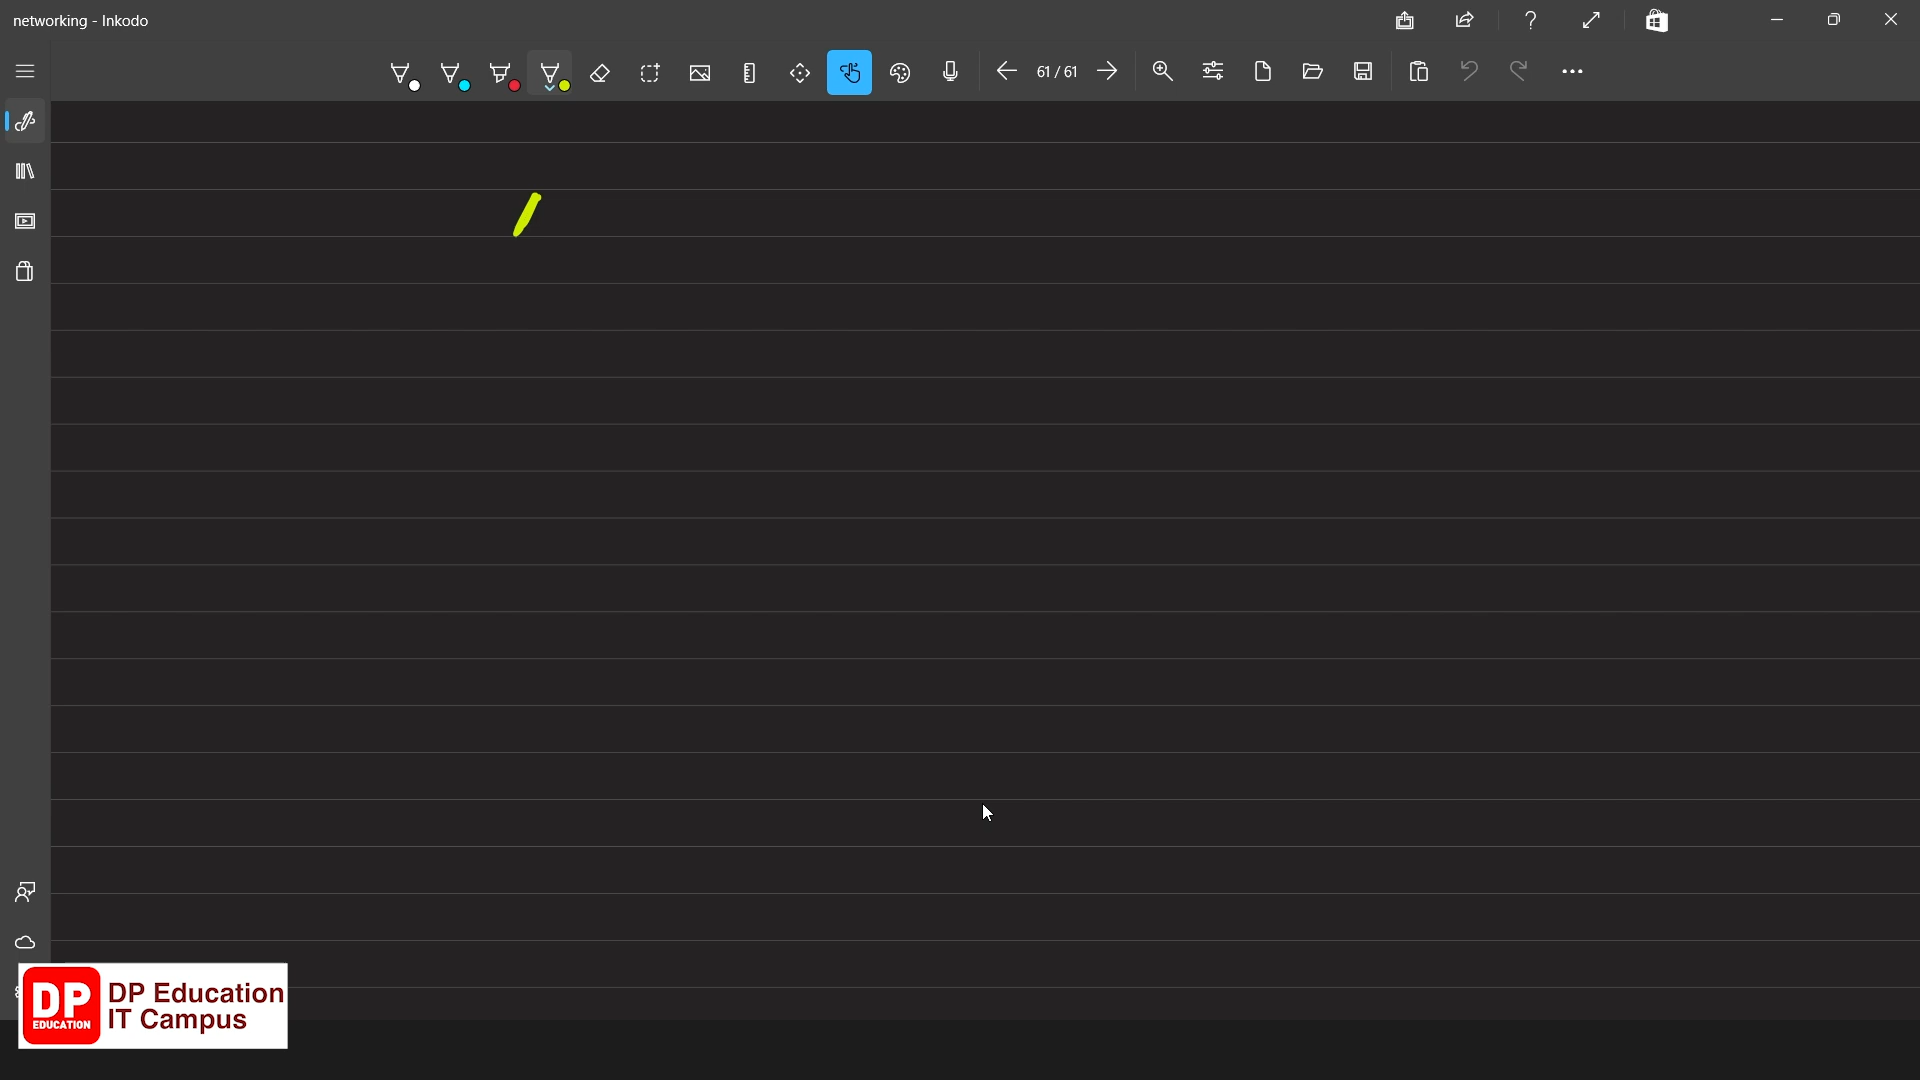 networking - Inkodo
61 / 61
DP
EDUCATION
DP Education
IT Campus